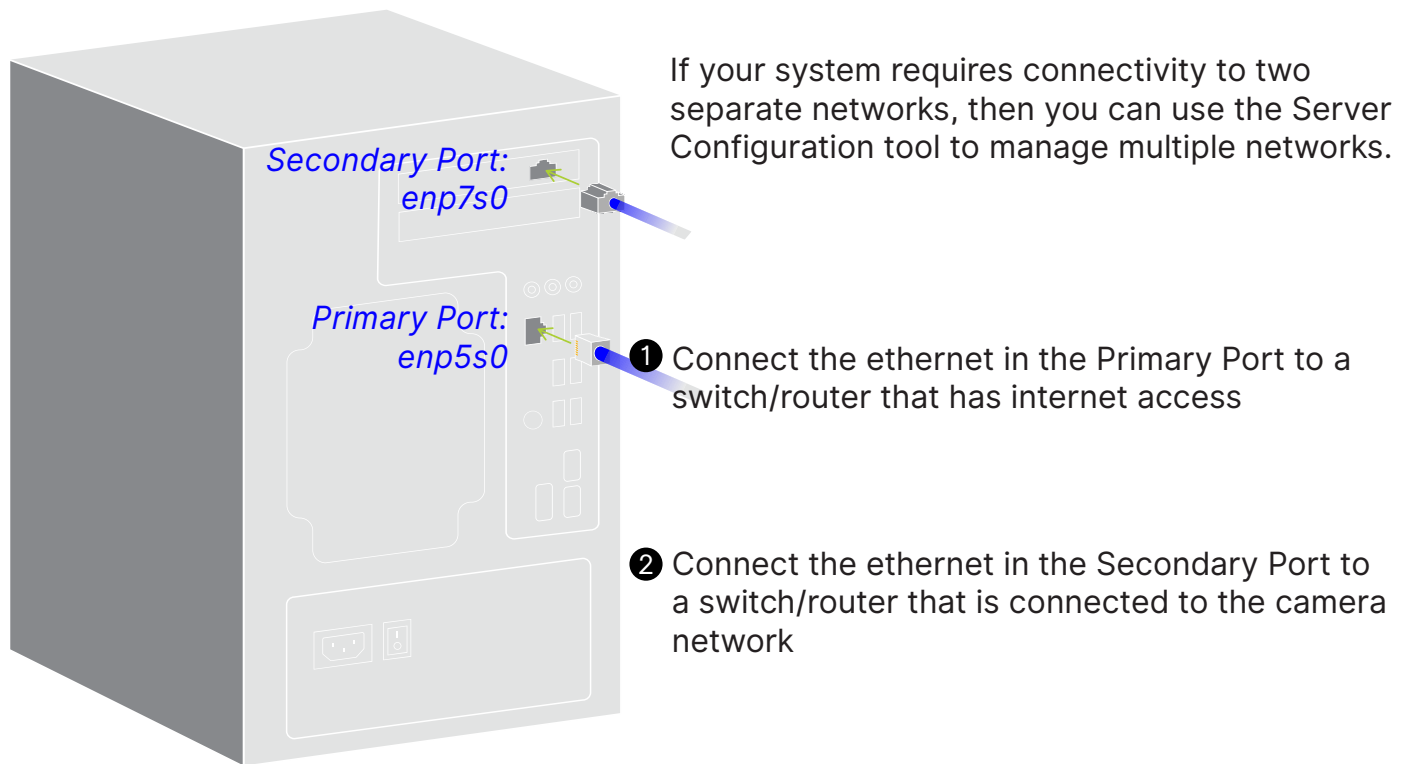 If your system requires connectivity to two
separate networks, then you can use the Server
Configuration tool to manage multiple networks.
Secondary Port:
enp7s0
Primary Port:
enp5s0
1 Connect the ethernet in the Primary Port to a
switch/router that has internet access
2 Connect the ethernet in the Secondary Port to
a switch/router that is connected to the camera
network